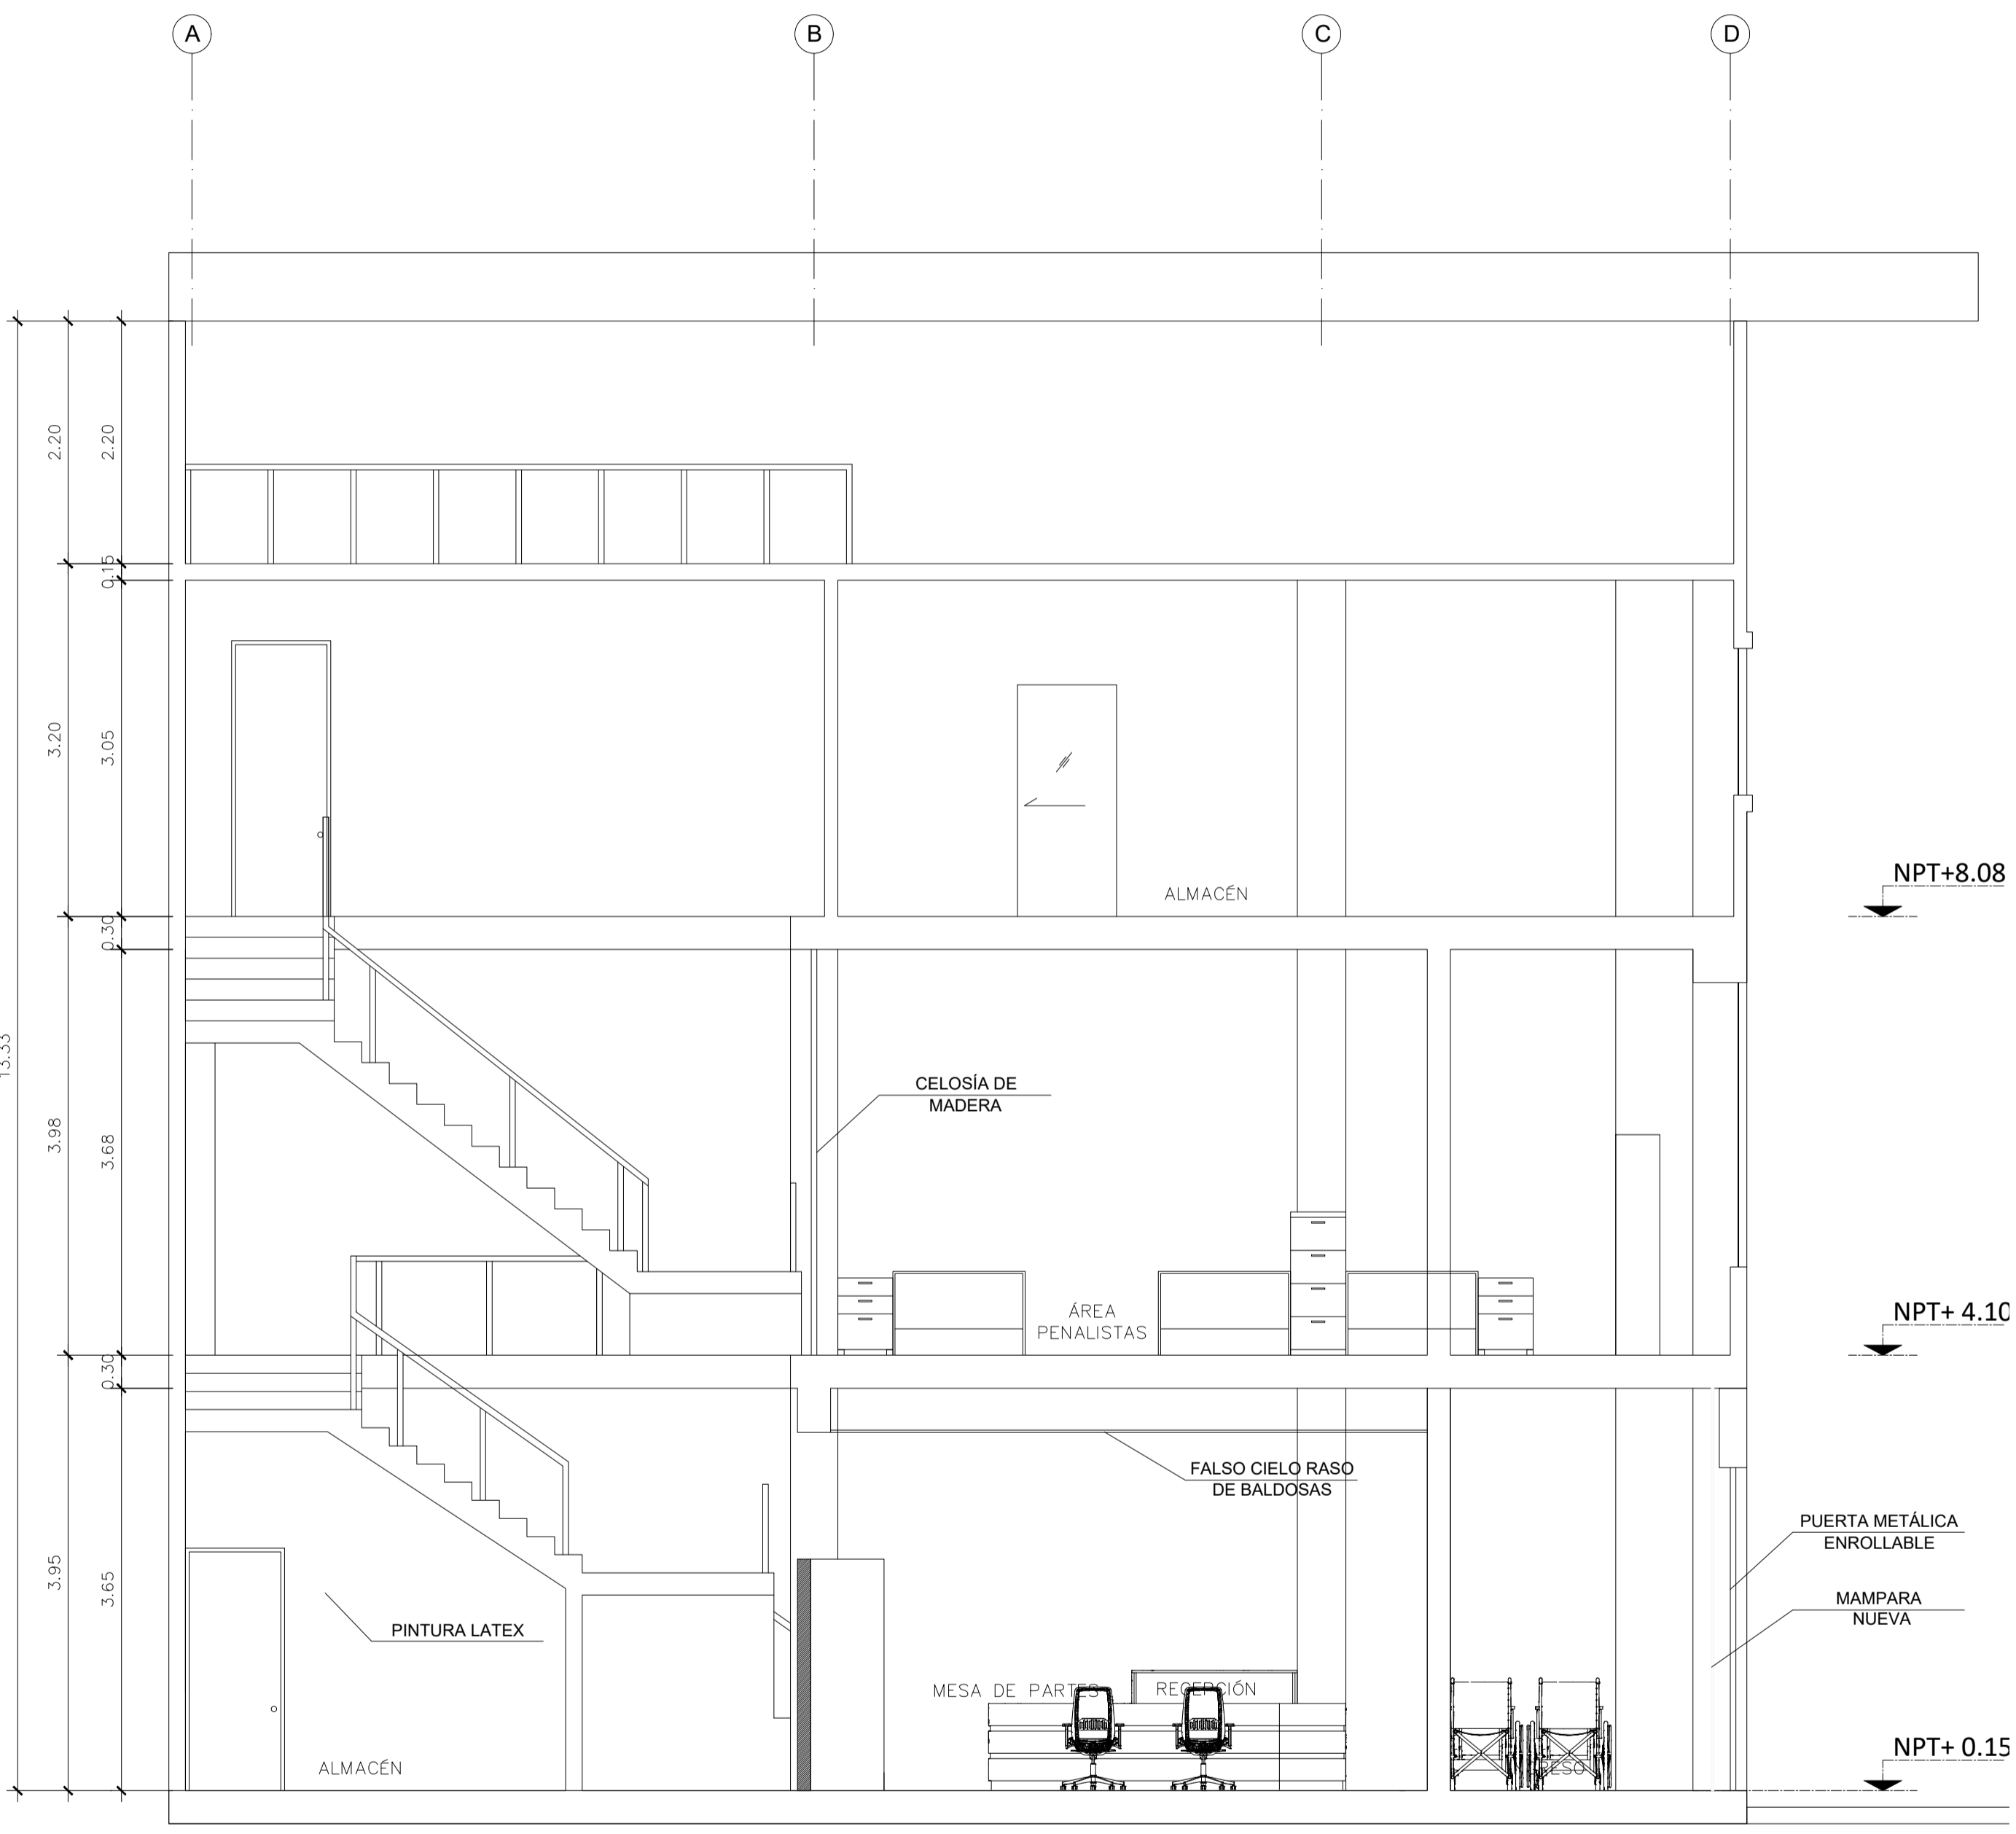 A
B
C
D
2.20
2.20
0.15
3.20
3.05
ALMACÉN
NPT+8.08
0.30
13.33
3.98
3.68
CELOSÍA DE
MADERA
ÁREA
PENALISTAS
NPT+ 4.10
0.30
FALSO CIELO RASO
DE BALDOSAS
PUERTA METÁLICA
ENROLLABLE
3.95
3.65
MAMPARA
NUEVA
PINTURA LATEX
MESA DE PARTES
RECEPCIÓN
ALMACÉN
NPT+ 0.15